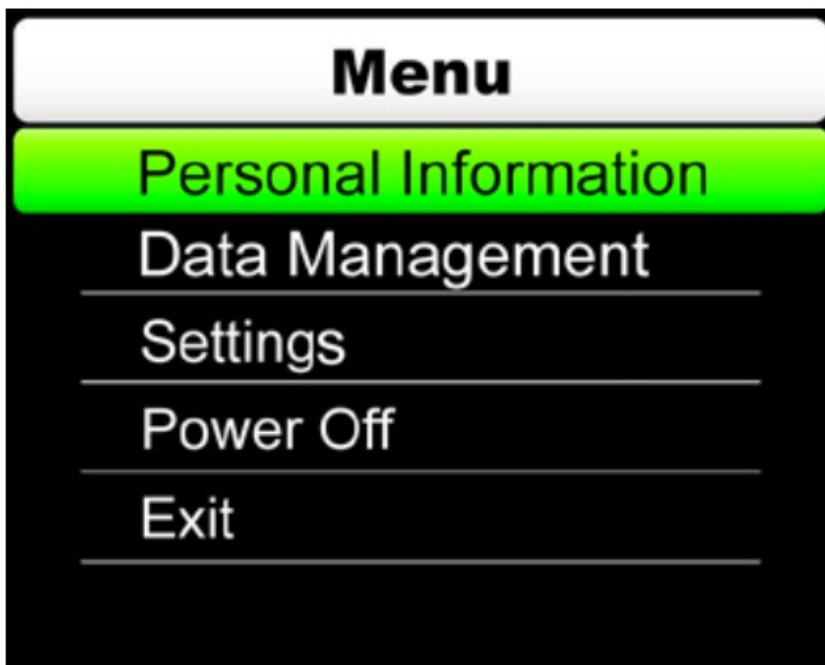 Menu
Personal Information
Data Management
Settings
Power Off
Exit